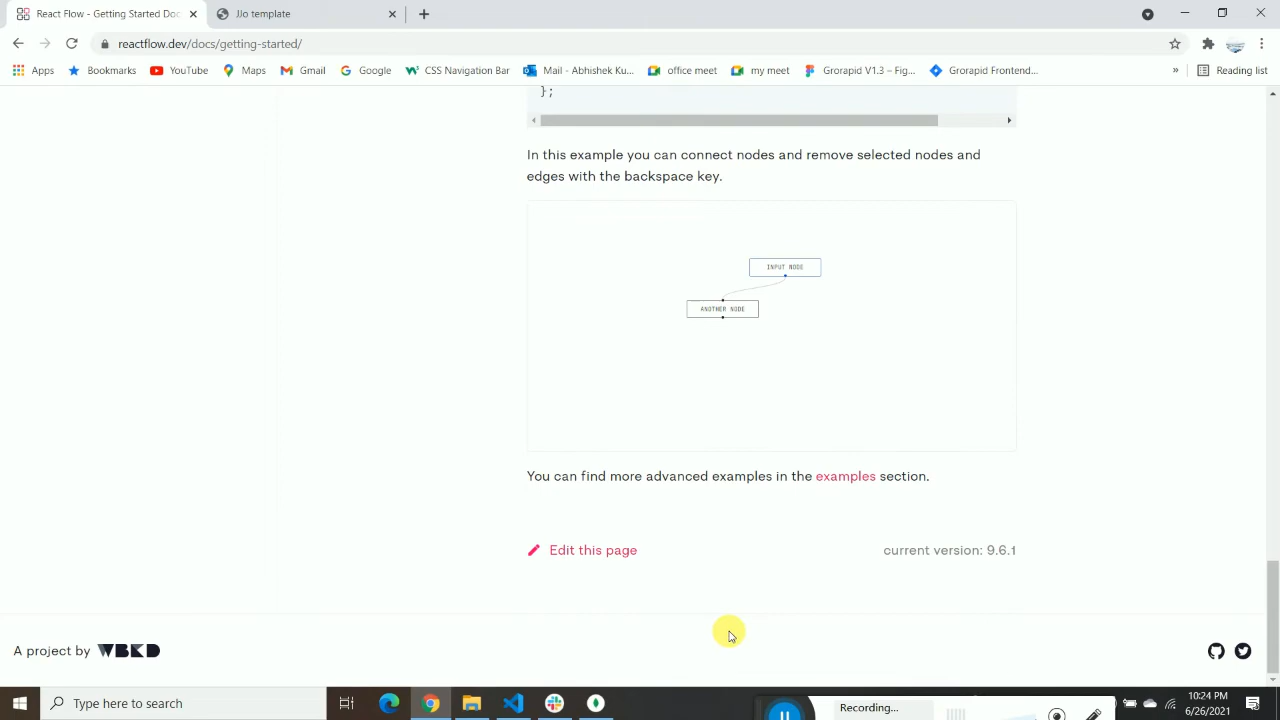 React Flow - Getting Started Doc
JJo template
reactflow.dev/docs/getting-started/
Apps
Bookmarks
YouTube
Maps
Gmail
Google
CSS Navigation Bar
Mail - Abhishek Ku...
office meet
my meet
Grorapid V1.3 – Fig...
Grorapid Frontend...
»
Reading list
};
In this example you can connect nodes and remove selected nodes and
edges with the backspace key.
INPUT NODE
ANOTHER NODE
You can find more advanced examples in the examples section.
Edit this page
current version: 9.6.1
A project by WBKD
Type here to search
Recording...
10:24 PM
6/26/2021